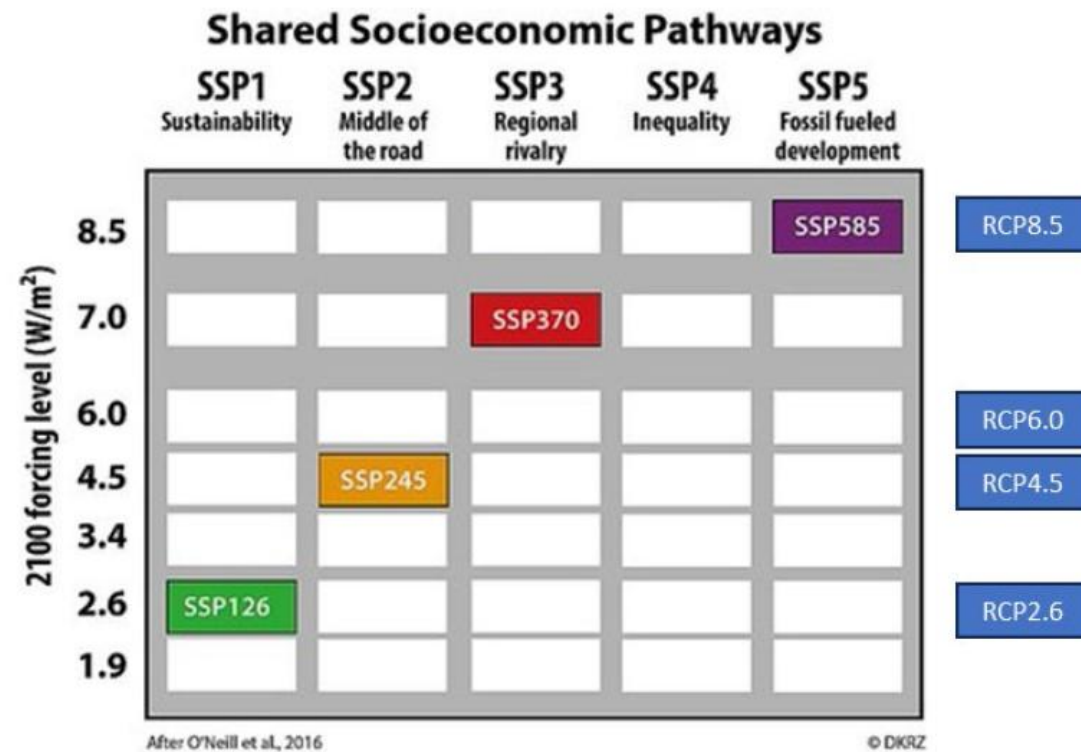 Shared Socioeconomic Pathways
SSP1 SSP2 SSP3 SSP4 SSP5
Sustainability Middle of the road Regional rivalry Inequality Fossil fueled development
2100 forcing level (W/m²)
8.5 SSP585 RCP8.5
7.0 SSP370
6.0 RCP6.0
4.5 SSP245 RCP4.5
3.4
2.6 SSP126 RCP2.6
1.9
After O'Neill et al., 2016 © DKRZ